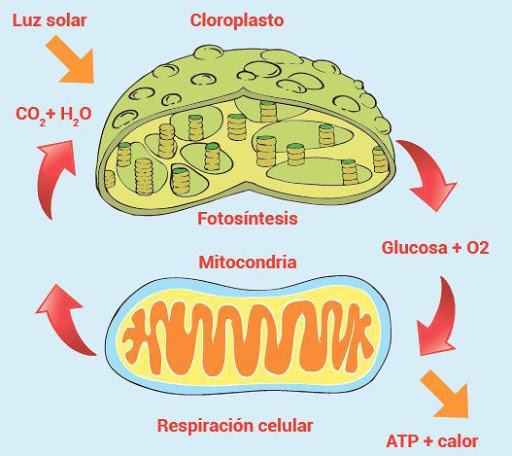 Luz solar
Cloroplasto
CO₂+ H₂O
Fotosíntesis
Glucosa + O2
Mitocondria
Respiración celular
ATP + calor